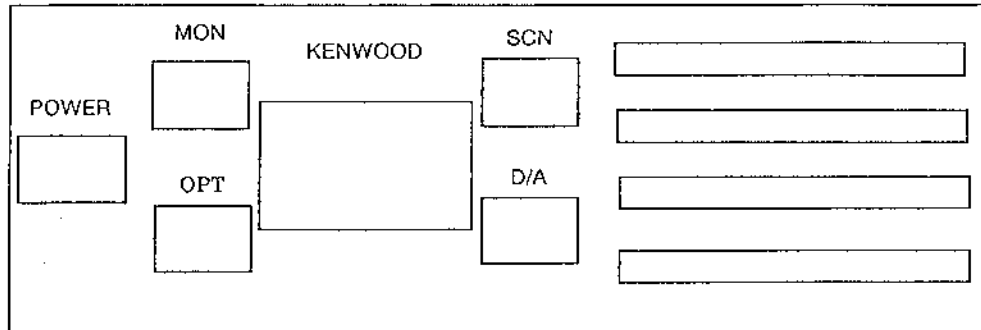 MON
KENWOOD
SCN
POWER
OPT
D/A